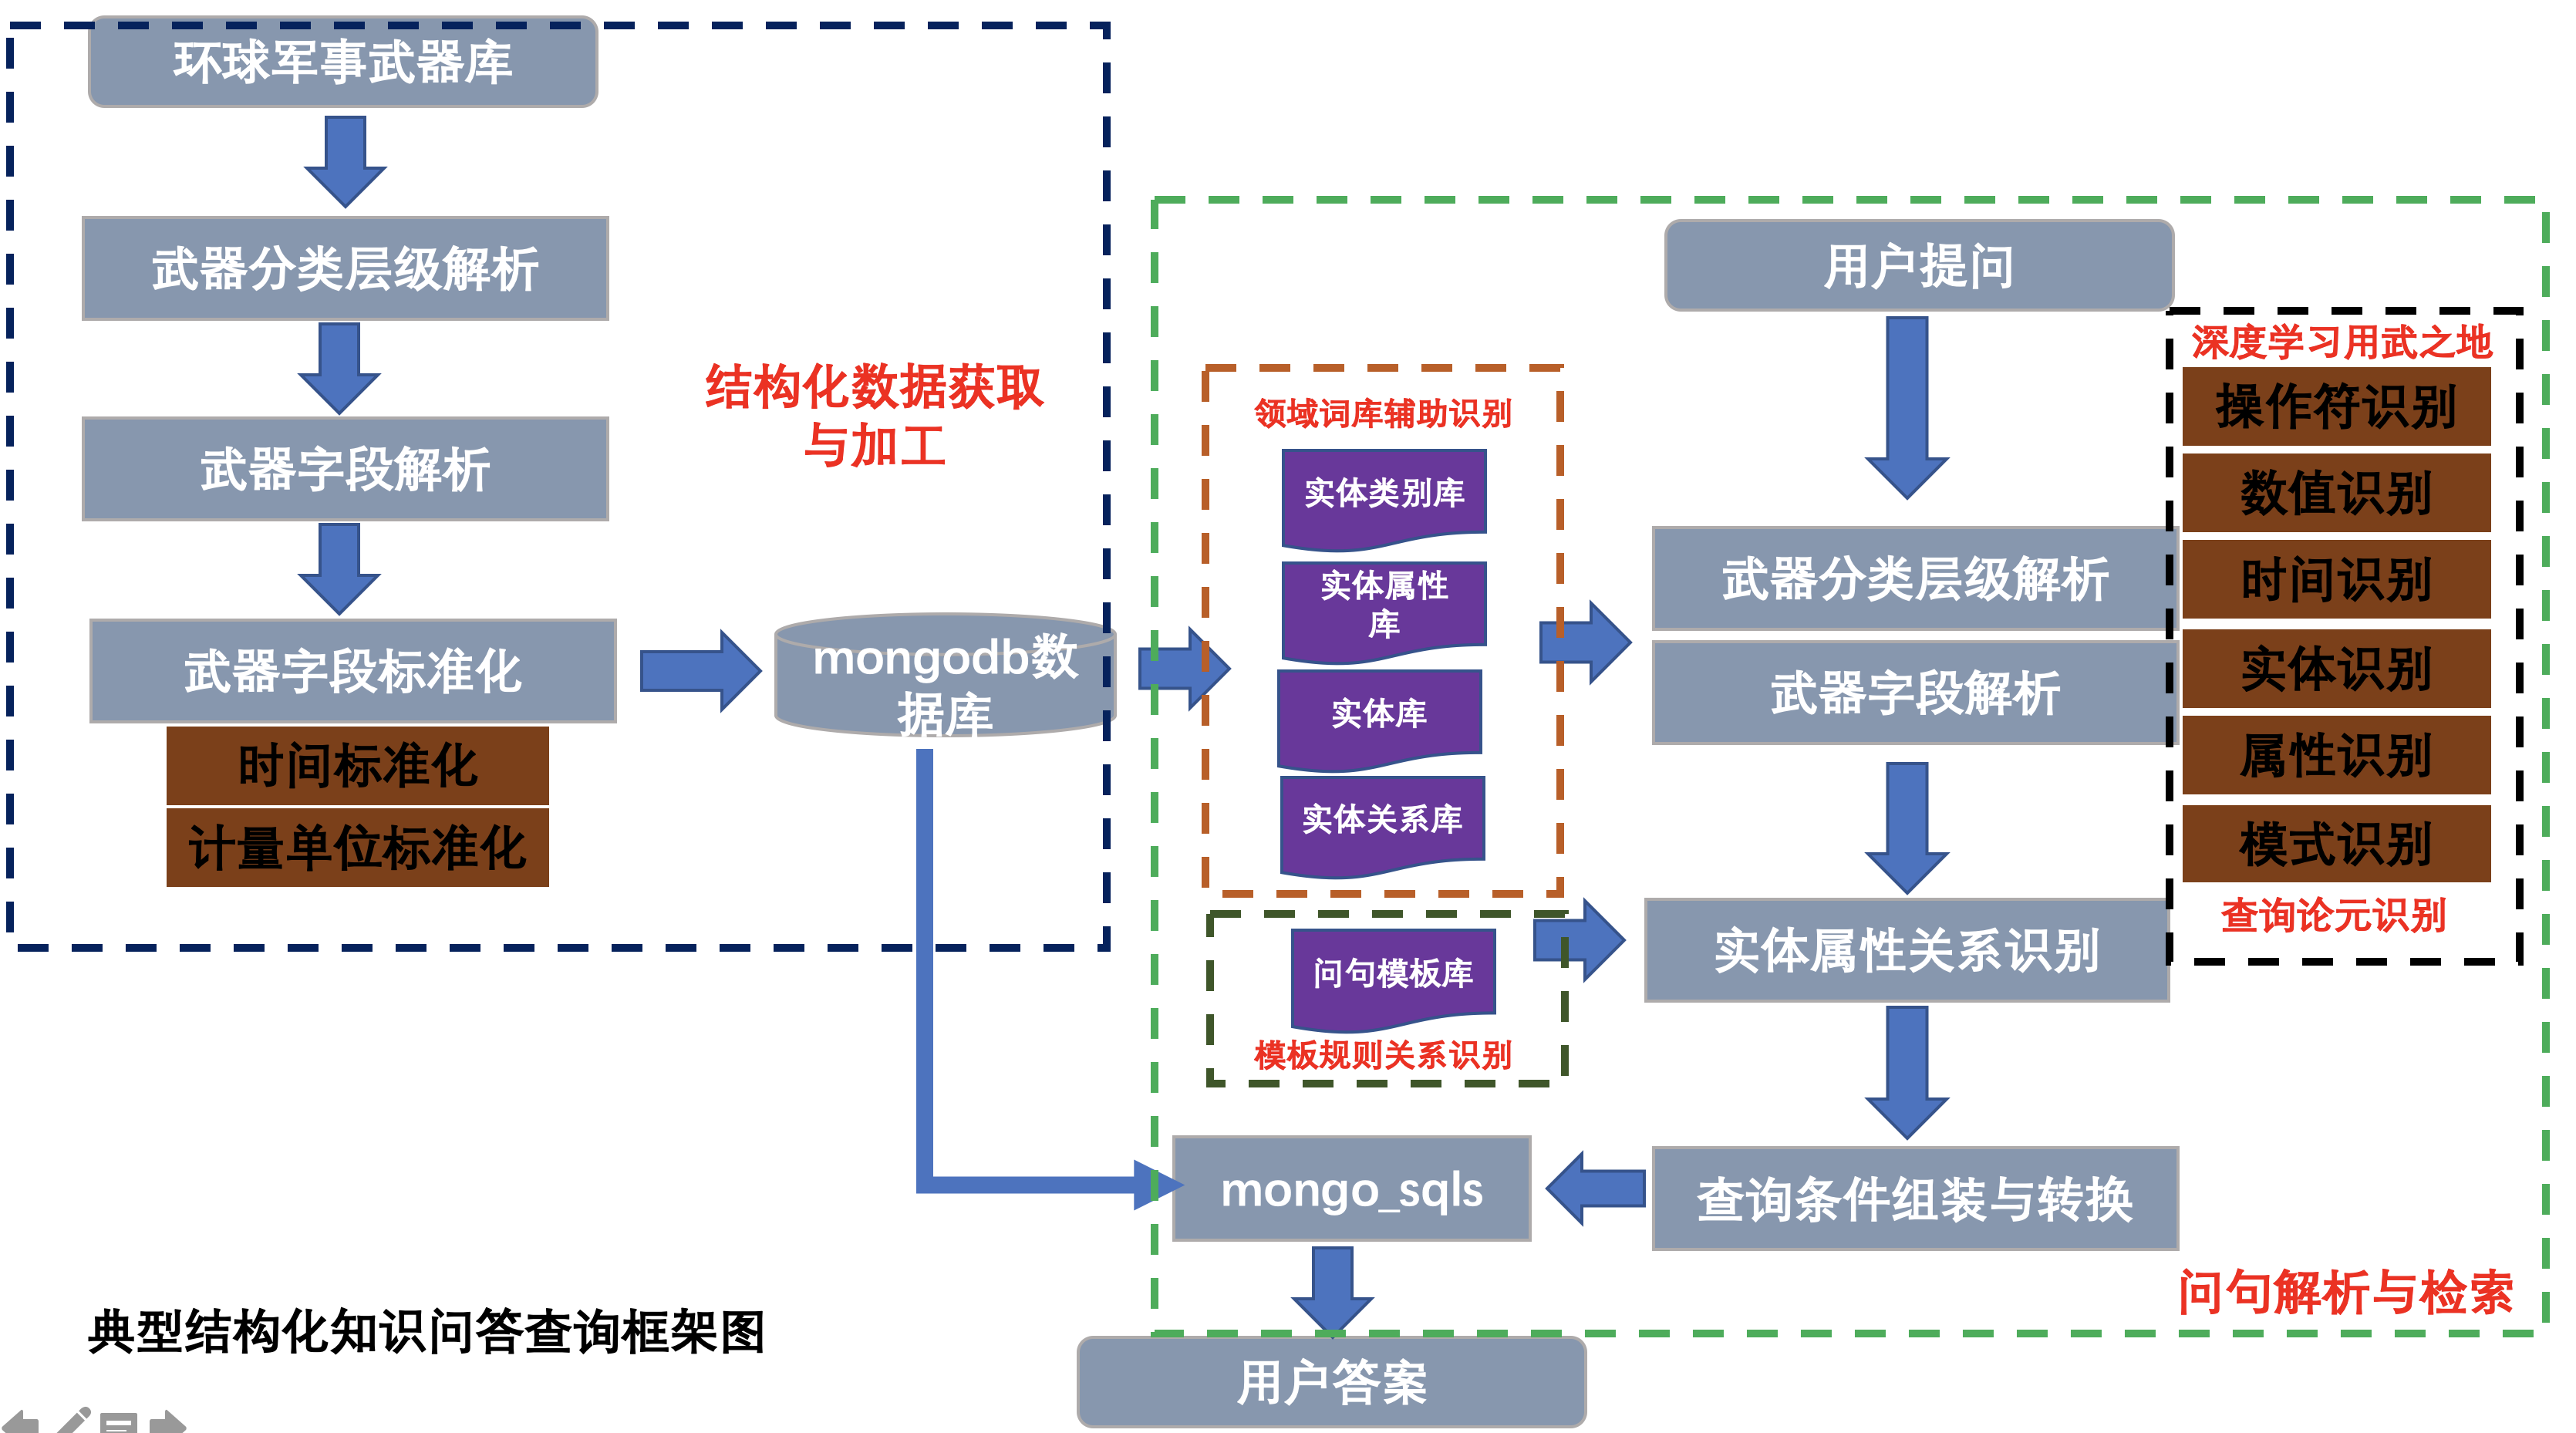 环球军事武器库
武器分类层级解析
武器字段解析
武器字段标准化
时间标准化
计量单位标准化
结构化数据获取
与加工
mongodb数
据库
领域词库辅助识别
实体类别库
实体属性
库
实体库
实体关系库
问句模板库
模板规则关系识别
用户提问
武器分类层级解析
武器字段解析
实体属性关系识别
查询条件组装与转换
深度学习用武之地
操作符识别
数值识别
时间识别
实体识别
属性识别
模式识别
查询论元识别
mongo_sqls
问句解析与检索
用户答案
典型结构化知识问答查询框架图